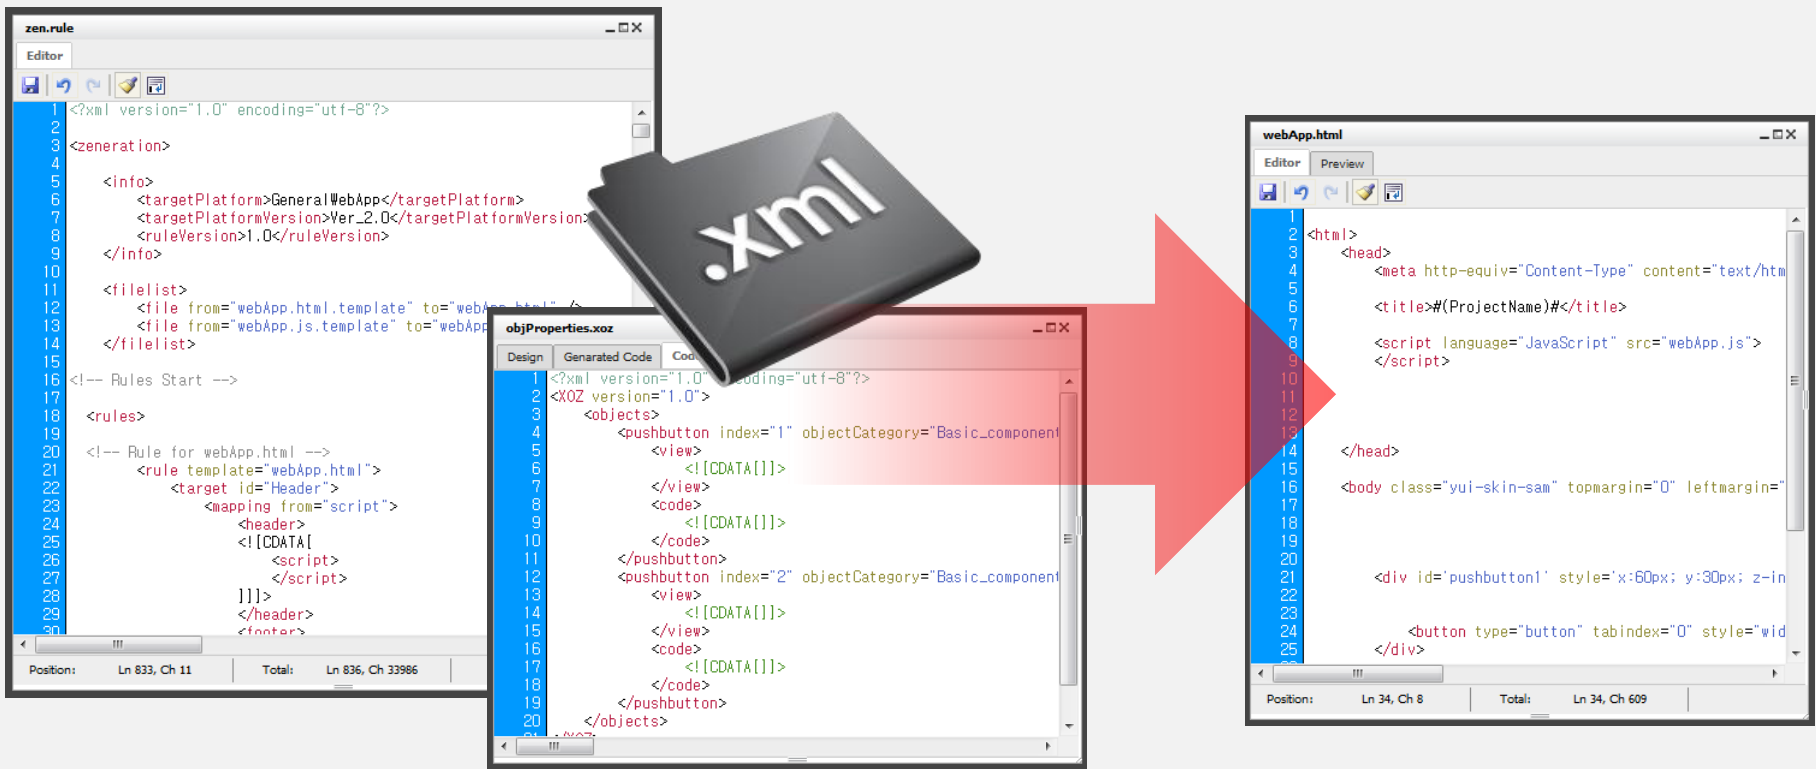 zen.rule
Editor
1 <?xml version="1.0" encoding="utf-8"?>
2
3 <zeneration>
4
5 <info>
6 <targetPlatform>GeneralWebApp</targetPlatform>
7 <targetPlatformVersion>Ver_2.0</targetPlatformVersion>
8 <ruleVersion>1.0</ruleVersion>
9 </info>
10
11 <filelist>
12 <file from="webApp.html.template" to="webApp.html" />
13 <file from="webApp.js.template" to="webApp
14 </filelist>
15
16 <!-- Rules Start -->
17
18 <rules>
19
20 <!-- Rule for webApp.html -->
21 <rule template="webApp.html">
22 <target id="Header">
23 <mapping from="script">
24 <header>
25 <![CDATA[
26 <script>
27 </script>
28 ]]]>
29 </header>
30 <footer>
Position: Ln 833, Ch 11 Total: Ln 836, Ch 33986
.xml
objProperties.xoz
Design Genarated Code Cod
1 <?xml version="1.0" encoding="utf-8"?>
2 <XOZ version="1.0">
3 <objects>
4 <pushbutton index="1" objectCategory="Basic_component
5 <view>
6 <![CDATA[]]>
7 </view>
8 <code>
9 <![CDATA[]]>
10 </code>
11 </pushbutton>
12 <pushbutton index="2" objectCategory="Basic_component
13 <view>
14 <![CDATA[]]>
15 </view>
16 <code>
17 <![CDATA[]]>
18 </code>
19 </pushbutton>
20 </objects>
21 </XOZ>
webApp.html
Editor Preview
1
2 <html>
3 <head>
4 <meta http-equiv="Content-Type" content="text/htm
5
6 <title>#(ProjectName)#</title>
7
8 <script language="JavaScript" src="webApp.js">
9 </script>
10
11
12
13
14 </head>
15
16 <body class="yui-skin-sam" topmargin="0" leftmargin="
17
18
19
20
21 <div id='pushbutton1' style='x:60px; y:30px; z-in
22
23
24 <button type="button" tabindex="0" style="wid
25 </div>
Position: Ln 34, Ch 8 Total: Ln 34, Ch 609